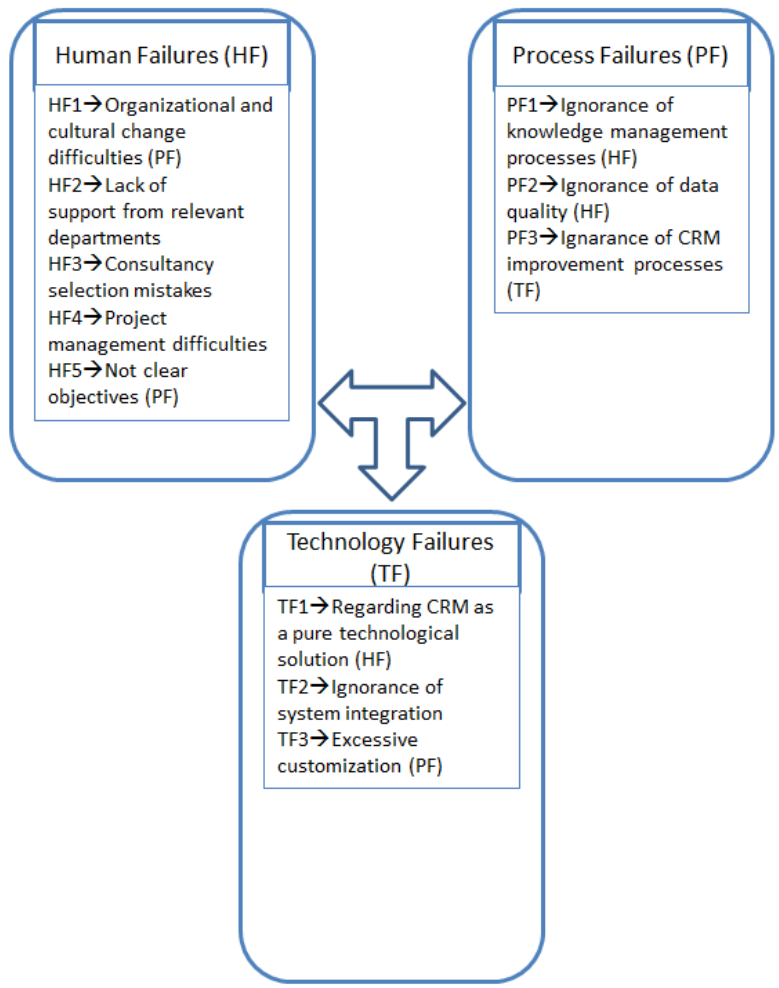 Human Failures (HF)
HF1→Organizational and
cultural change
difficulties (PF)
HF2→Lack of
support from relevant
departments
HF3→Consultancy
selection mistakes
HF4→Project
management difficulties
HF5→Not clear
objectives (PF)
Process Failures (PF)
PF1→Ignorance of
knowledge management
processes (HF)
PF2→Ignorance of data
quality (HF)
PF3→Ignarance of CRM
improvement processes
(TF)
Technology Failures
(TF)
TF1→Regarding CRM as
a pure technological
solution (HF)
TF2→Ignorance of
system integration
TF3→Excessive
customization (PF)